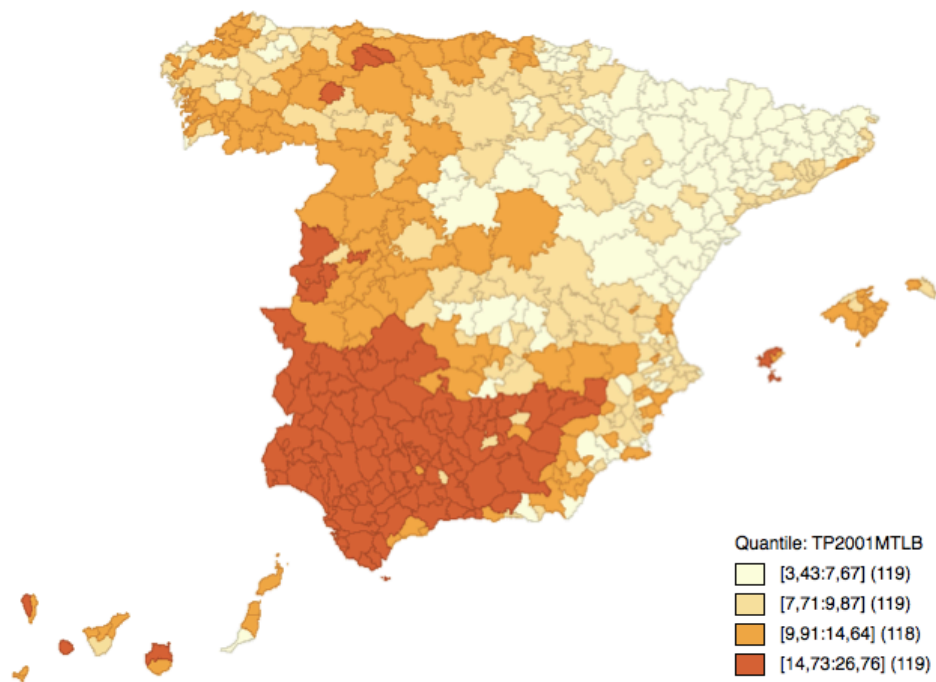 Quantile: TP2001MTLB
[3,43:7,67] (119)
[7,71:9,87] (119)
[9,91:14,64] (118)
[14,73:26,76] (119)